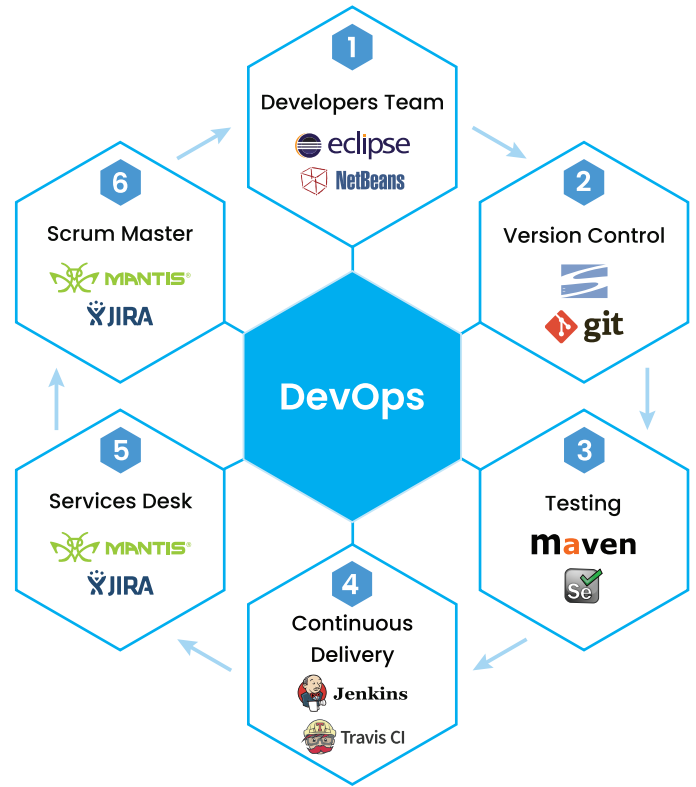 1
Developers Team
eclipse
NetBeans
2
Version Control
git
3
Testing
maven
Se
4
Continuous
Delivery
Jenkins
Travis CI
5
Services Desk
MANTIS®
JIRA
6
Scrum Master
MANTIS®
JIRA
DevOps